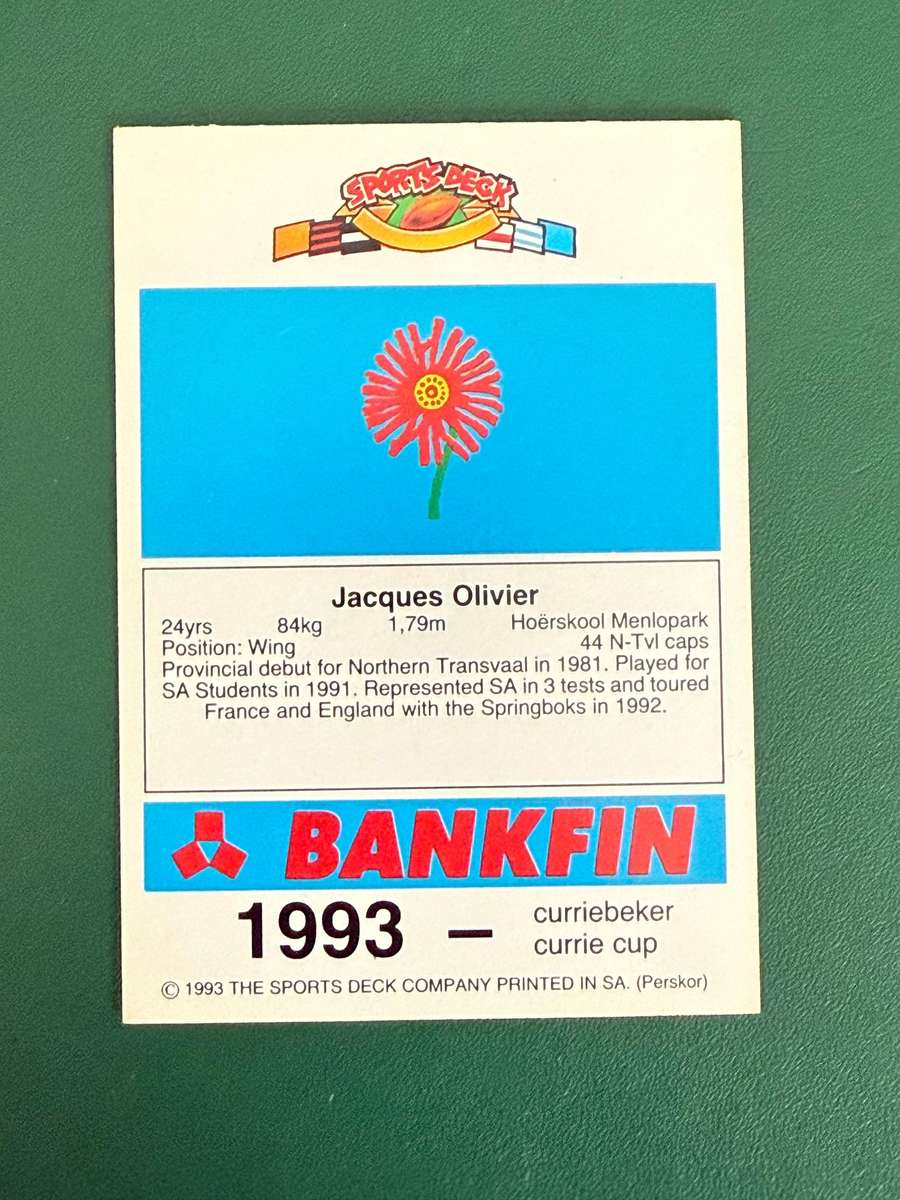 SPORTS DECK
Jacques Olivier
24yrs 84kg 1,79m Hoërskool Menlopark
Position: Wing 44 N-Tvl caps
Provincial debut for Northern Transvaal in 1981. Played for
SA Students in 1991. Represented SA in 3 tests and toured
France and England with the Springboks in 1992.
BANKFIN
1993 – curriebeker
currie cup
© 1993 THE SPORTS DECK COMPANY PRINTED IN SA. (Perskor)